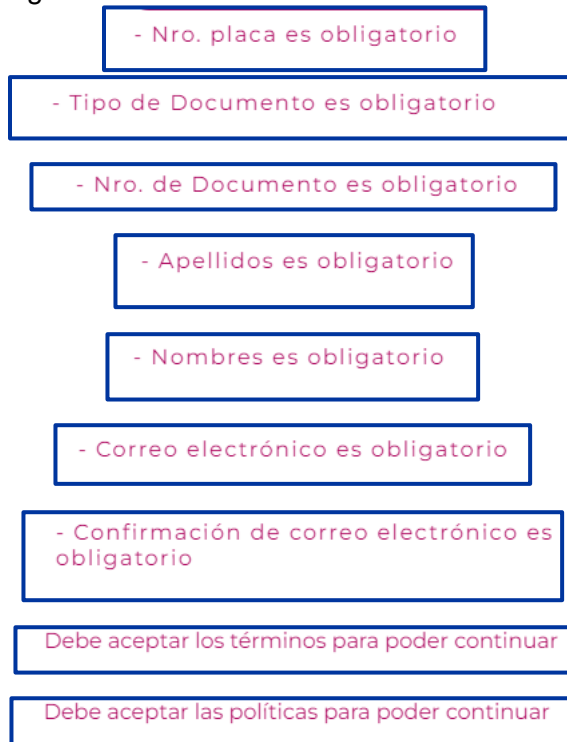 - Nro. placa es obligatorio
- Tipo de Documento es obligatorio
- Nro. de Documento es obligatorio
- Apellidos es obligatorio
- Nombres es obligatorio
- Correo electrónico es obligatorio
- Confirmación de correo electrónico es
obligatorio
Debe aceptar los términos para poder continuar
Debe aceptar las políticas para poder continuar